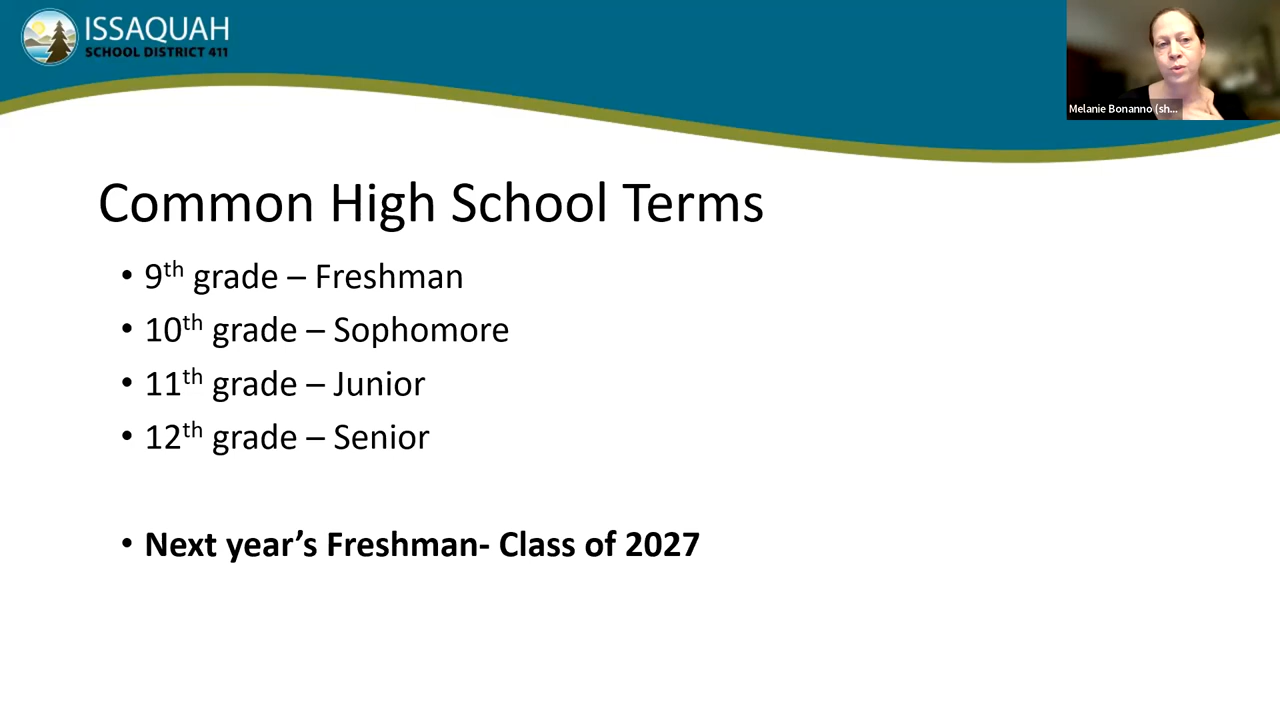 ISSAQUAH
SCHOOL DISTRICT 411
Melanie Bonanno (sh...
Common High School Terms
• 9th grade – Freshman
• 10th grade – Sophomore
• 11th grade – Junior
• 12th grade – Senior
• Next year’s Freshman- Class of 2027